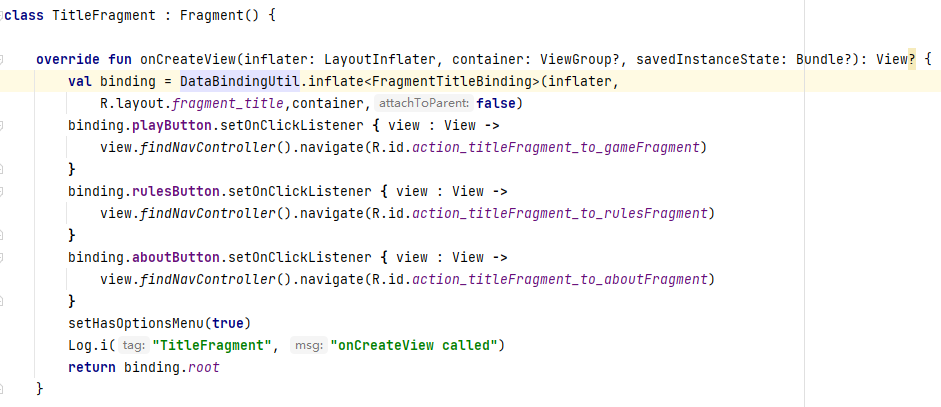 class TitleFragment : Fragment() {
override fun onCreateView(inflater: LayoutInflater, container: ViewGroup?, savedInstanceState: Bundle?): View? {
val binding = DataBindingUtil.inflate<FragmentTitleBinding>(inflater,
R.layout.fragment_title,container, attachToParent: false)
binding.playButton.setOnClickListener { view : View ->
view.findNavController().navigate(R.id.action_titleFragment_to_gameFragment)
}
binding.rulesButton.setOnClickListener { view : View ->
view.findNavController().navigate(R.id.action_titleFragment_to_rulesFragment)
}
binding.aboutButton.setOnClickListener { view : View ->
view.findNavController().navigate(R.id.action_titleFragment_to_aboutFragment)
}
setHasOptionsMenu(true)
Log.i( tag: "TitleFragment", msg: "onCreateView called")
return binding.root
}